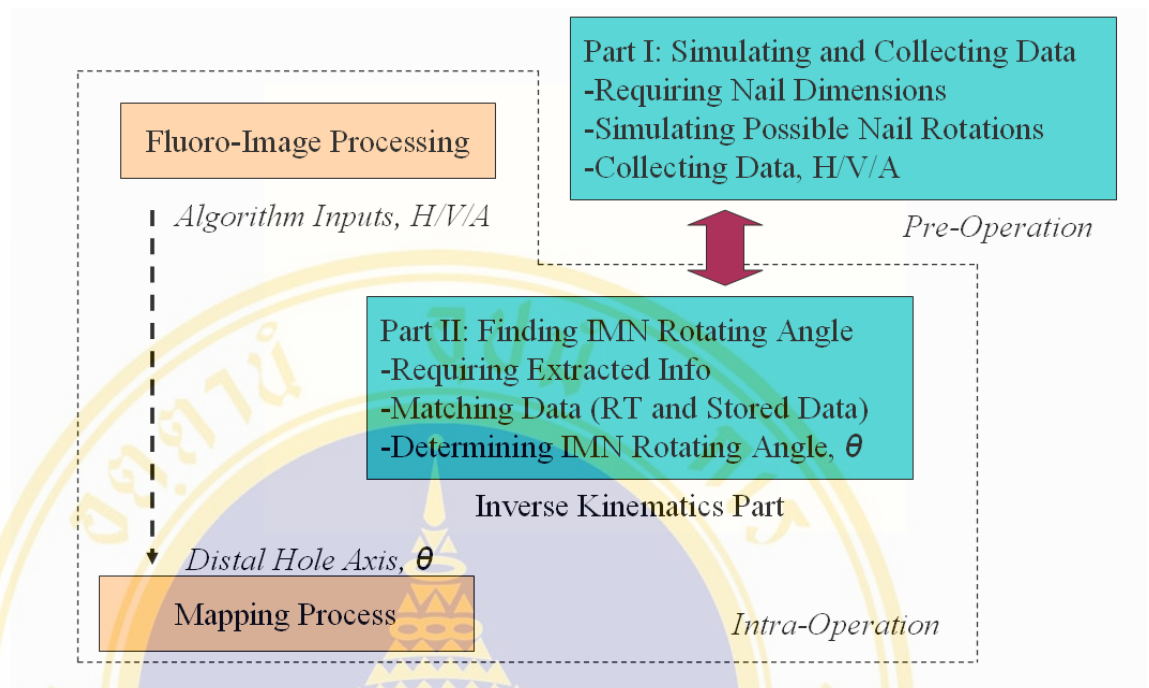 Part I: Simulating and Collecting Data
-Requiring Nail Dimensions
-Simulating Possible Nail Rotations
-Collecting Data, H/V/A
Pre-Operation
Fluoro-Image Processing
Algorithm Inputs, H/V/A
Part II: Finding IMN Rotating Angle
-Requiring Extracted Info
-Matching Data (RT and Stored Data)
-Determining IMN Rotating Angle, θ
Inverse Kinematics Part
Distal Hole Axis, θ
Mapping Process
Intra-Operation